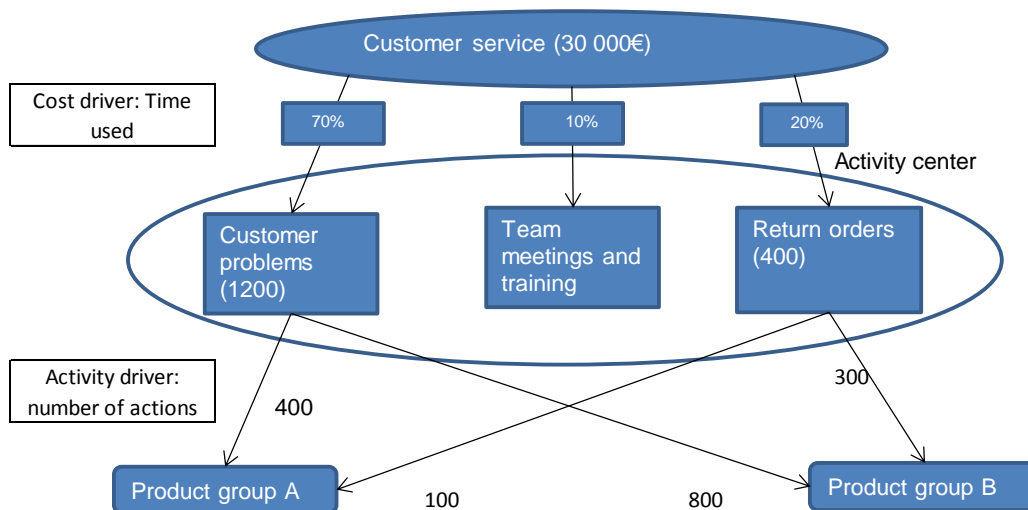 Customer service (30 000€)
Cost driver: Time
used
70%
10%
20%
Activity center
Customer
problems
(1200)
Team
meetings and
training
Return orders
(400)
Activity driver:
number of actions
400
300
Product group A
100
800
Product group B